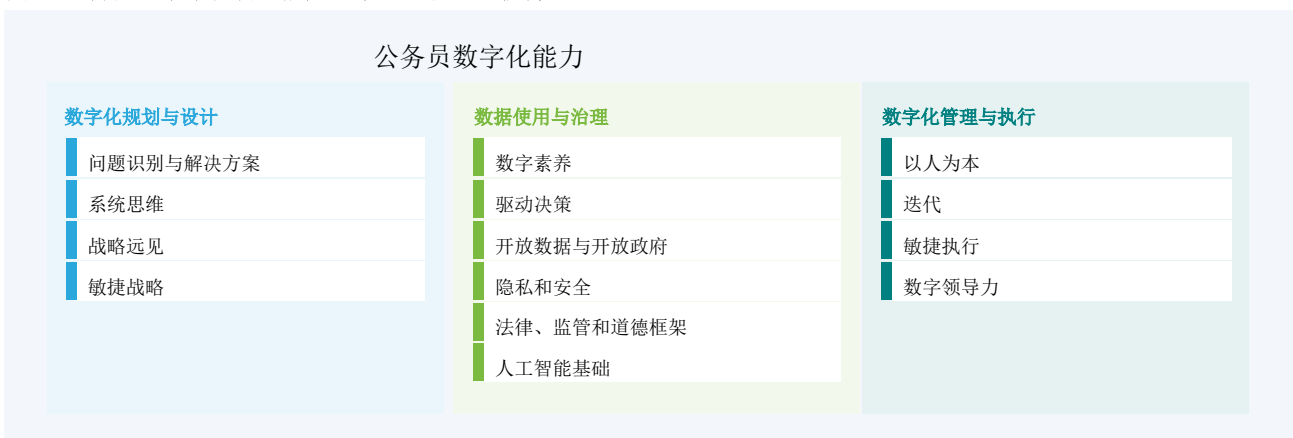 公务员数字化能力
数字化规划与设计
问题识别与解决方案
系统思维
战略远见
敏捷战略
数据使用与治理
数字素养
驱动决策
开放数据与开放政府
隐私和安全
法律、监管和道德框架
人工智能基础
数字化管理与执行
以人为本
迭代
敏捷执行
数字领导力